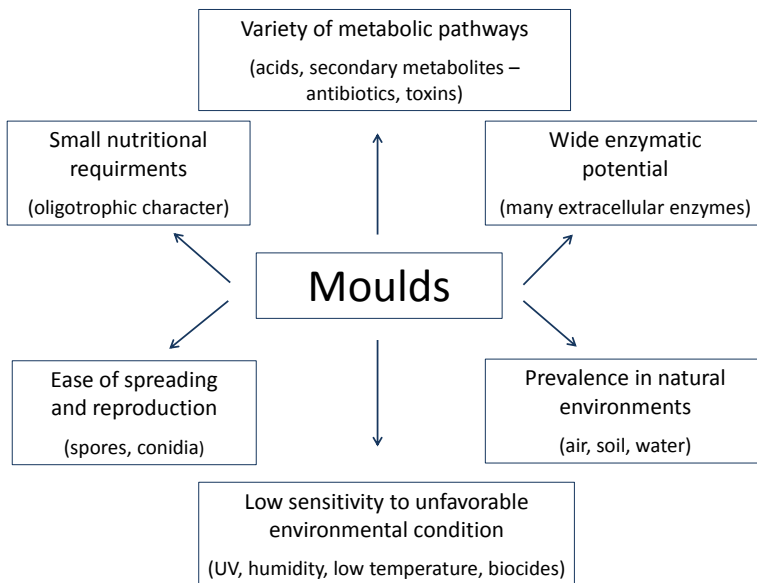 Variety of metabolic pathways
(acids, secondary metabolites –
antibiotics, toxins)
Small nutritional
requirments
(oligotrophic character)
Wide enzymatic
potential
(many extracellular enzymes)
Moulds
Ease of spreading
and reproduction
(spores, conidia)
Prevalence in natural
environments
(air, soil, water)
Low sensitivity to unfavorable
environmental condition
(UV, humidity, low temperature, biocides)